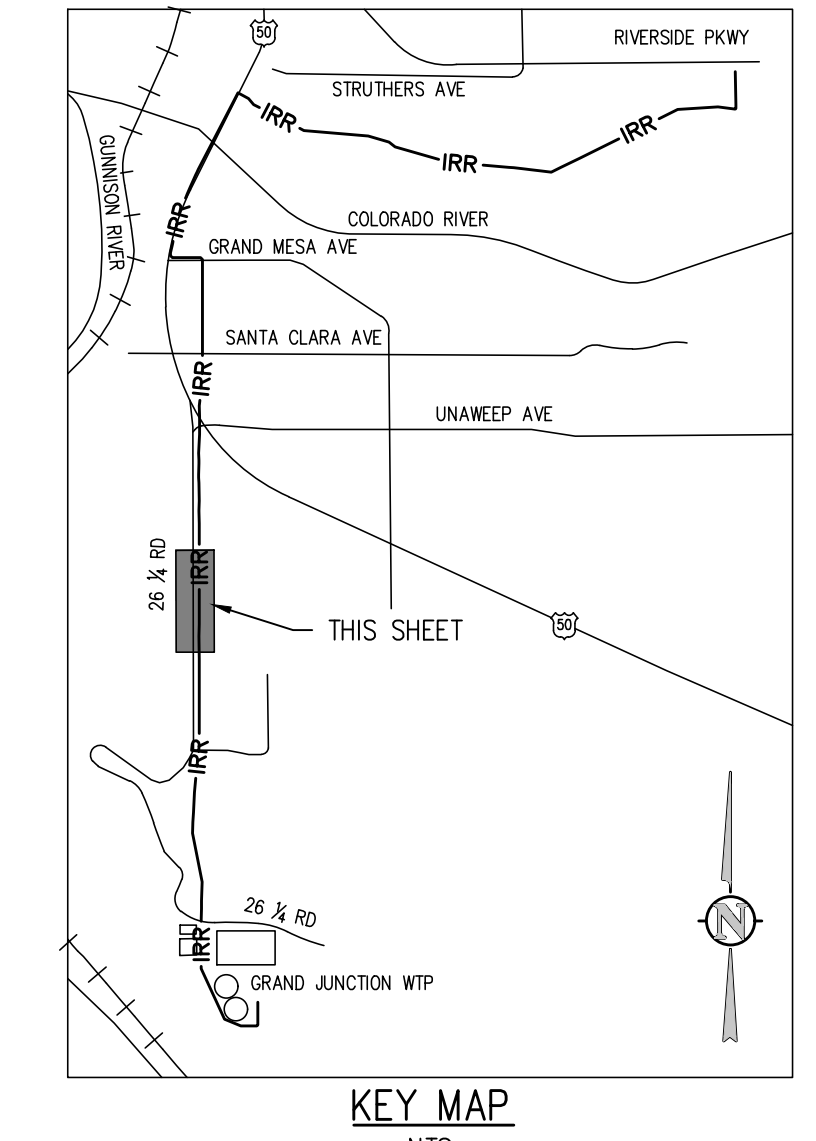 50
RIVERSIDE PKWY
STRUTHERS AVE
IRR
IRR
IRR
GUNNISON RIVER
IRR
COLORADO RIVER
GRAND MESA AVE
SANTA CLARA AVE
IRR
UNAWEEP AVE
26 ¼ RD
IRR
THIS SHEET
50
IRR
26 ¼ RD
N
IRR
GRAND JUNCTION WTP
KEY MAP
NTS